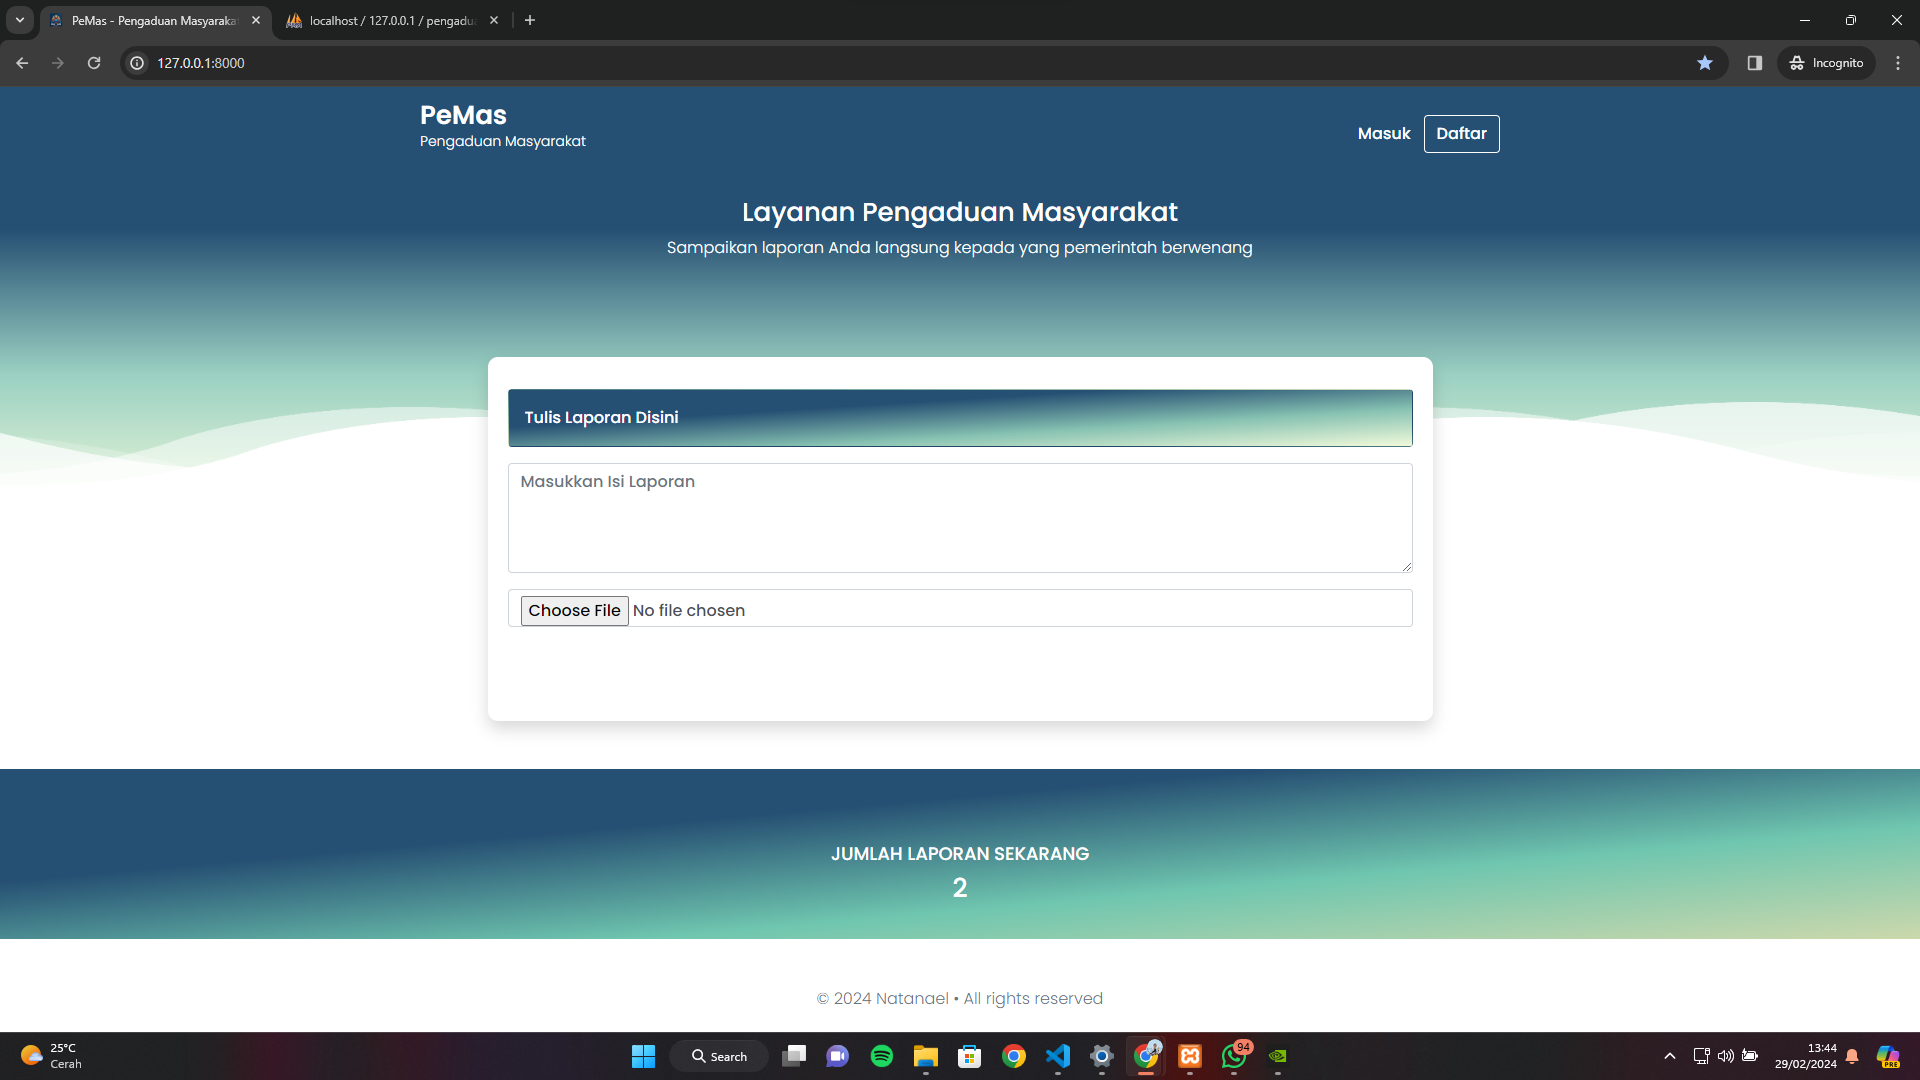 PeMas - Pengaduan Masyaraka
localhost / 127.0.0.1 / pengadu
127.0.0.1:8000
Incognito
PeMas
Pengaduan Masyarakat
Masuk
Daftar
Layanan Pengaduan Masyarakat
Sampaikan laporan Anda langsung kepada yang pemerintah berwenang
Tulis Laporan Disini
Masukkan Isi Laporan
Choose File No file chosen
JUMLAH LAPORAN SEKARANG
2
© 2024 Natanael • All rights reserved
25°C
Cerah
Search
94
13:44
29/02/2024
PRE